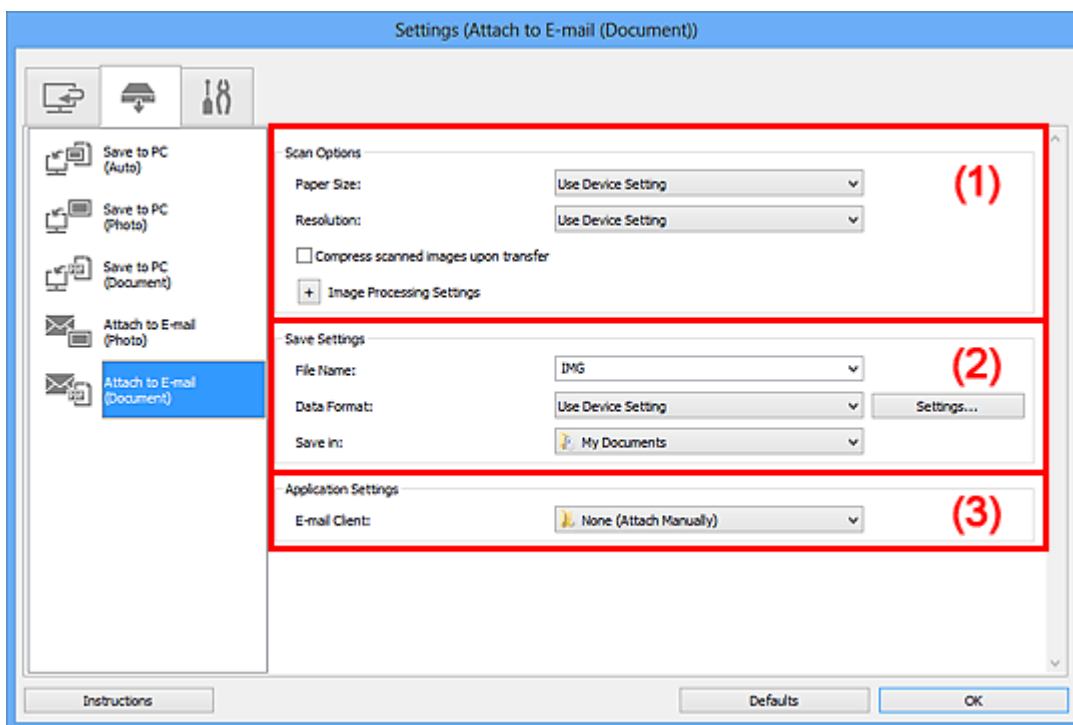 Settings (Attach to E-mail (Document))
Save to PC
(Auto)
Save to PC
(Photo)
Save to PC
(Document)
Attach to E-mail
(Photo)
Attach to E-mail
(Document)
Scan Options
(1)
Paper Size: Use Device Setting
Resolution: Use Device Setting
Compress scanned images upon transfer
+ Image Processing Settings
Save Settings
(2)
File Name: IMG
Data Format: Use Device Setting Settings...
Save in: My Documents
Application Settings
(3)
E-mail Client: None (Attach Manually)
Instructions Defaults OK